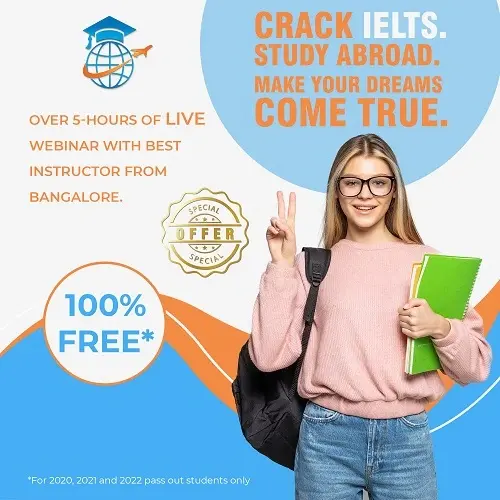 CRACK IELTS.
STUDY ABROAD.
MAKE YOUR DREAMS
COME TRUE.
OVER 5-HOURS OF LIVE
WEBINAR WITH BEST
INSTRUCTOR FROM
BANGALORE.
SPECIAL
OFFER
SPECIAL
100%
FREE*
*For 2020, 2021 and 2022 pass out students only